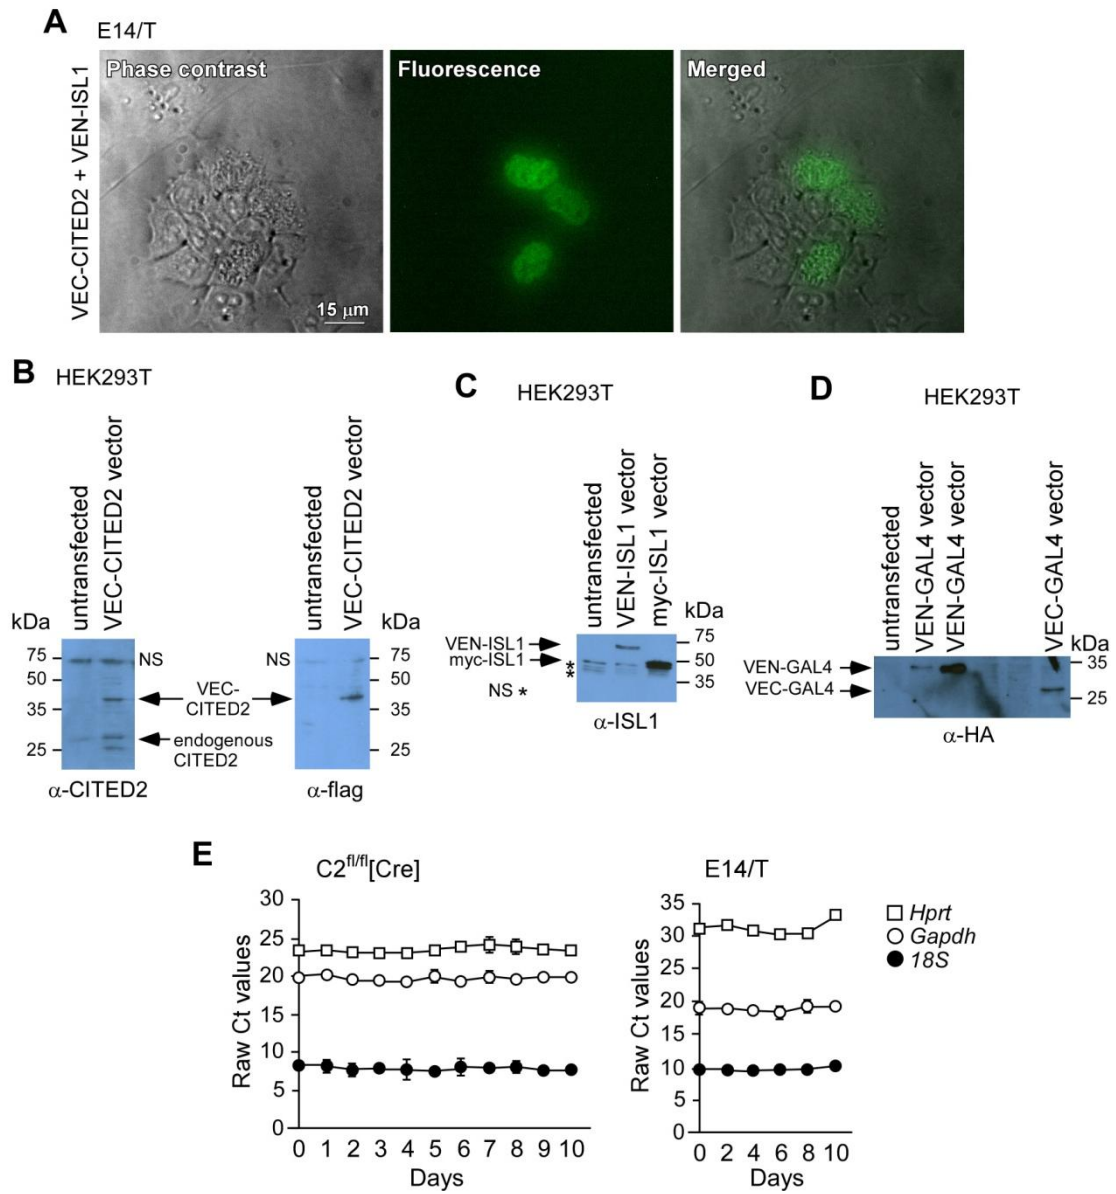 A
E14/T
VEC-CITED2 + VEN-ISL1
Phase contrast
Fluorescence
Merged
15 μm
B
HEK293T
untransfected
VEC-CITED2 vector
kDa
75
50
35
25
NS
VEC-
CITED2
endogenous
CITED2
α-CITED2
untransfected
VEC-CITED2 vector
kDa
NS
75
50
35
25
α-flag
C
HEK293T
untransfected
VEN-ISL1 vector
myc-ISL1 vector
kDa
VEN-ISL1
myc-ISL1
*
*
NS *
75
50
35
α-ISL1
D
HEK293T
untransfected
VEN-GAL4 vector
VEN-GAL4 vector
VEC-GAL4 vector
kDa
VEN-GAL4
VEC-GAL4
35
25
α-HA
E
C2fl/fl[Cre]
Raw Ct values
30
25
20
15
10
5
0
0 1 2 3 4 5 6 7 8 9 10
Days
E14/T
Raw Ct values
35
30
25
20
15
10
5
0
0 2 4 6 8 10
Days
Hprt
Gapdh
18S